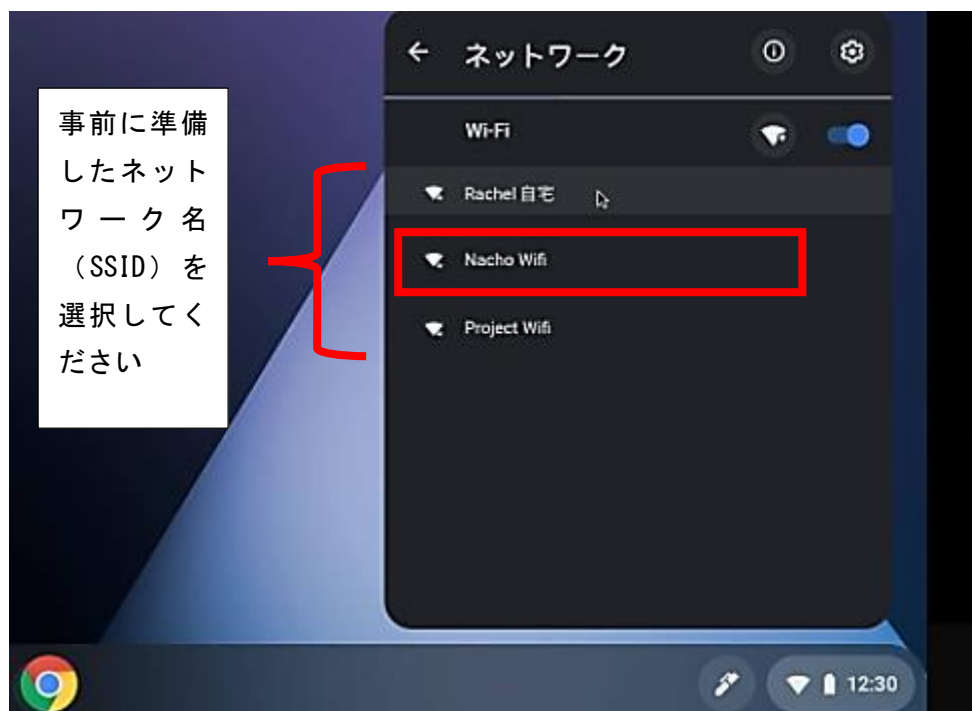 ネットワーク
事前に準備
したネット
ワーク名
（SSID）を
選択してく
ださい
Wi-Fi
Rachel 自宅
Nacho Wifi
Project Wifi
12:30